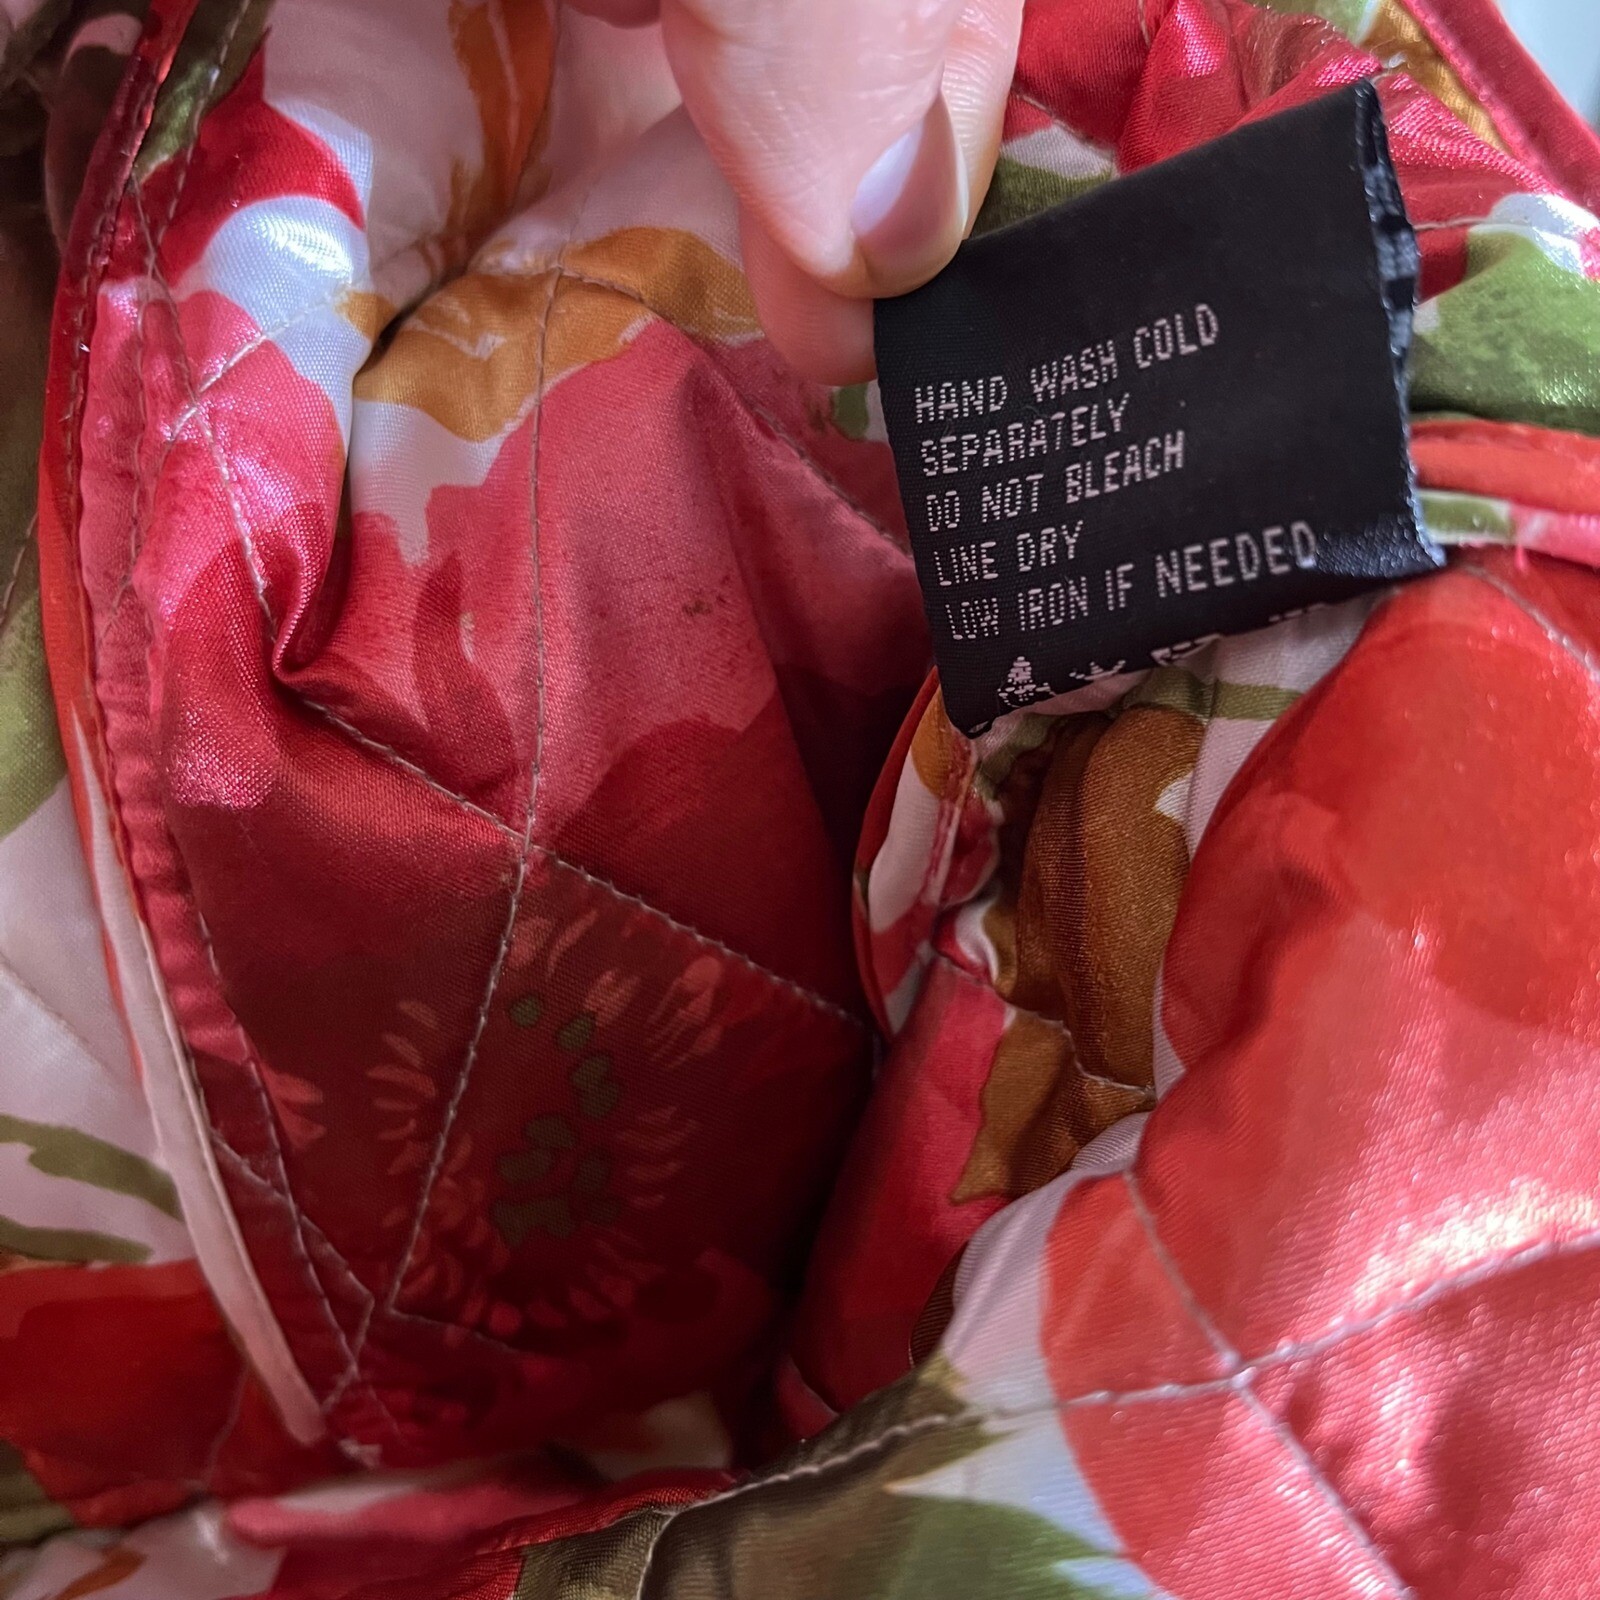 HAND WASH COLD
SEPARATELY
DO NOT BLEACH
LINE DRY
LOW IRON IF NEEDED